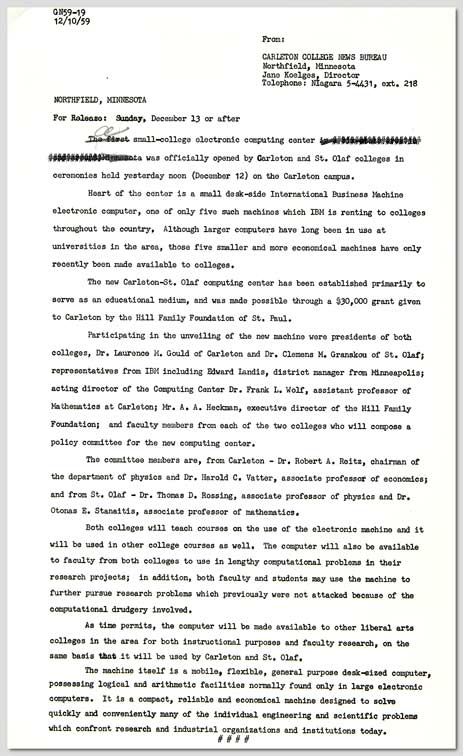 GN59-19
12/10/59
From:
CARLETON COLLEGE NEWS BUREAU
Northfield, Minnesota
Jane Koelges, Director
Telephone: NIagara 5-4431, ext. 218
NORTHFIELD, MINNESOTA
For Release: Sunday, December 13 or after
The first small-college electronic computing center
was officially opened by Carleton and St. Olaf colleges in
ceremonies held yesterday noon (December 12) on the Carleton campus.
Heart of the center is a small desk-side International Business Machine
electronic computer, one of only five such machines which IBM is renting to colleges
throughout the country. Although larger computers have long been in use at
universities in the area, those five smaller and more economical machines have only
recently been made available to colleges.
The new Carleton-St. Olaf computing center has been established primarily to
serve as an educational medium, and was made possible through a $30,000 grant given
to Carleton by the Hill Family Foundation of St. Paul.
Participating in the unveiling of the new machine were presidents of both
colleges, Dr. Laurence M. Gould of Carleton and Dr. Clemens M. Granskou of St. Olaf;
representatives from IBM including Edward Landis, district manager from Minneapolis;
acting director of the Computing Center Dr. Frank L. Wolf, assistant professor of
Mathematics at Carleton; Mr. A. A. Heckman, executive director of the Hill Family
Foundation; and faculty members from each of the two colleges who will compose a
policy committee for the new computing center.
The committee members are, from Carleton - Dr. Robert A. Reitz, chairman of
the department of physics and Dr. Harold C. Vatter, associate professor of economics;
and from St. Olaf - Dr. Thomas D. Rossing, associate professor of physics and Dr.
Otonas E. Stanaitis, associate professor of mathematics.
Both colleges will teach courses on the use of the electronic machine and it
will be used in other college courses as well. The computer will also be available
to faculty from both colleges to use in lengthy computational problems in their
research projects; in addition, both faculty and students may use the machine to
further pursue research problems which previously were not attacked because of the
computational drudgery involved.
As time permits, the computer will be made available to other liberal arts
colleges in the area for both instructional purposes and faculty research, on the
same basis that it will be used by Carleton and St. Olaf.
The machine itself is a mobile, flexible, general purpose desk-sized computer,
possessing logical and arithmetic facilities normally found only in large electronic
computers. It is a compact, reliable and economical machine designed to solve
quickly and conveniently many of the individual engineering and scientific problems
which confront research and industrial organizations and institutions today.
# # # #